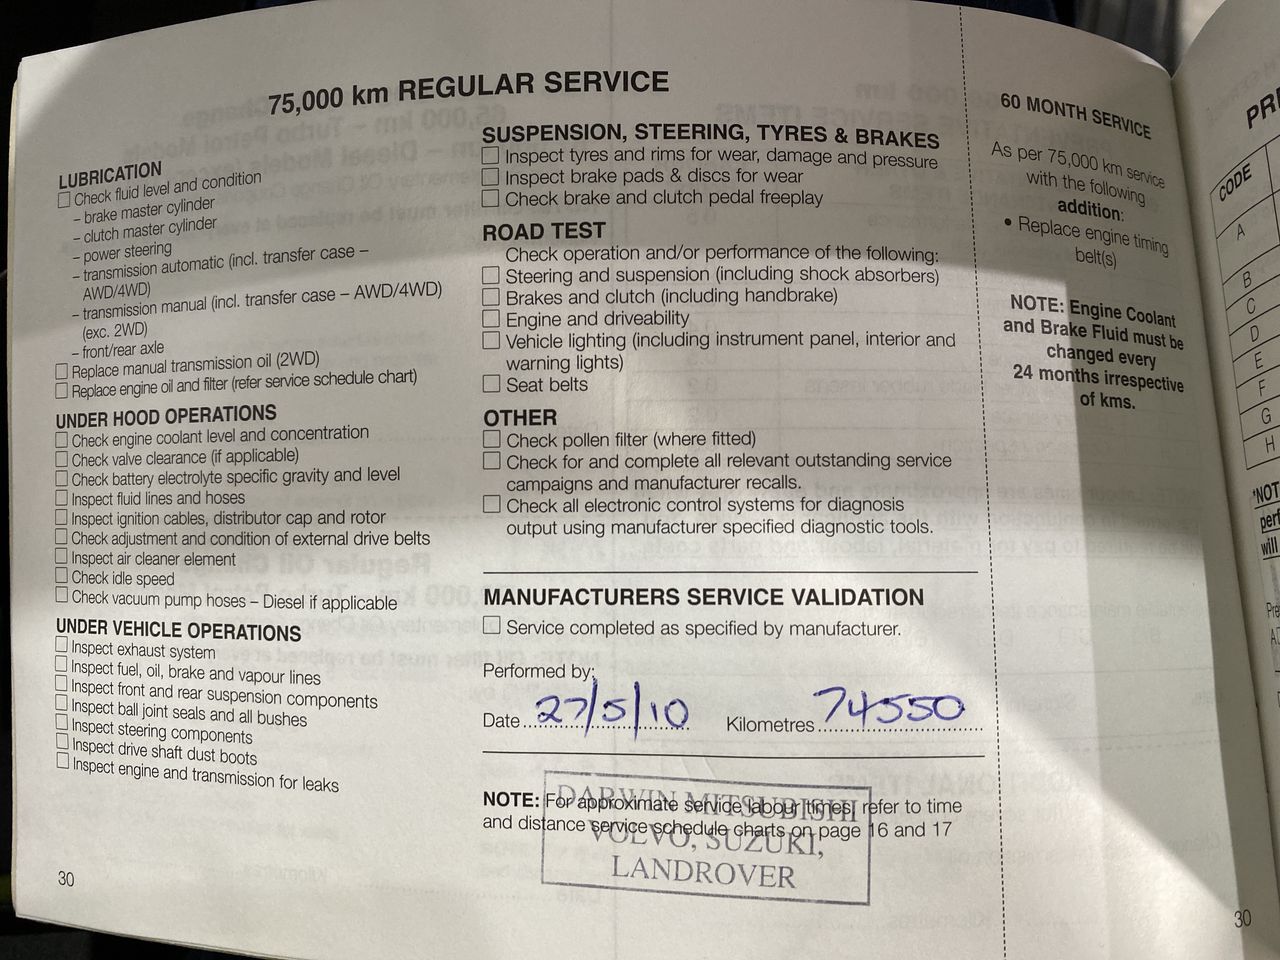 75,000 km REGULAR SERVICE
LUBRICATION
Check fluid level and condition
– brake master cylinder
– clutch master cylinder
– power steering
– transmission automatic (incl. transfer case –
AWD/4WD)
– transmission manual (incl. transfer case – AWD/4WD)
(exc. 2WD)
– front/rear axle
Replace manual transmission oil (2WD)
Replace engine oil and filter (refer service schedule chart)
UNDER HOOD OPERATIONS
Check engine coolant level and concentration
Check valve clearance (if applicable)
Check battery electrolyte specific gravity and level
Inspect fluid lines and hoses
Inspect ignition cables, distributor cap and rotor
Check adjustment and condition of external drive belts
Inspect air cleaner element
Check idle speed
Check vacuum pump hoses – Diesel if applicable
UNDER VEHICLE OPERATIONS
Inspect exhaust system
Inspect fuel, oil, brake and vapour lines
Inspect front and rear suspension components
Inspect ball joint seals and all bushes
Inspect steering components
Inspect drive shaft dust boots
Inspect engine and transmission for leaks
30
SUSPENSION, STEERING, TYRES & BRAKES
Inspect tyres and rims for wear, damage and pressure
Inspect brake pads & discs for wear
Check brake and clutch pedal freeplay
ROAD TEST
Check operation and/or performance of the following:
Steering and suspension (including shock absorbers)
Brakes and clutch (including handbrake)
Engine and driveability
Vehicle lighting (including instrument panel, interior and
warning lights)
Seat belts
OTHER
Check pollen filter (where fitted)
Check for and complete all relevant outstanding service
campaigns and manufacturer recalls.
Check all electronic control systems for diagnosis
output using manufacturer specified diagnostic tools.
MANUFACTURERS SERVICE VALIDATION
Service completed as specified by manufacturer.
Performed by:
Date 27/5/10 Kilometres 74550
NOTE: For approximate service labour times, refer to time
and distance service schedule charts on page 16 and 17
DARWIN MITSUBISHI
VOLVO, SUZUKI,
LANDROVER
60 MONTH SERVICE
As per 75,000 km service
with the following
addition:
• Replace engine timing
belt(s)
NOTE: Engine Coolant
and Brake Fluid must be
changed every
24 months irrespective
of kms.
CODE
A
B
C
D
E
F
G
H
will
30